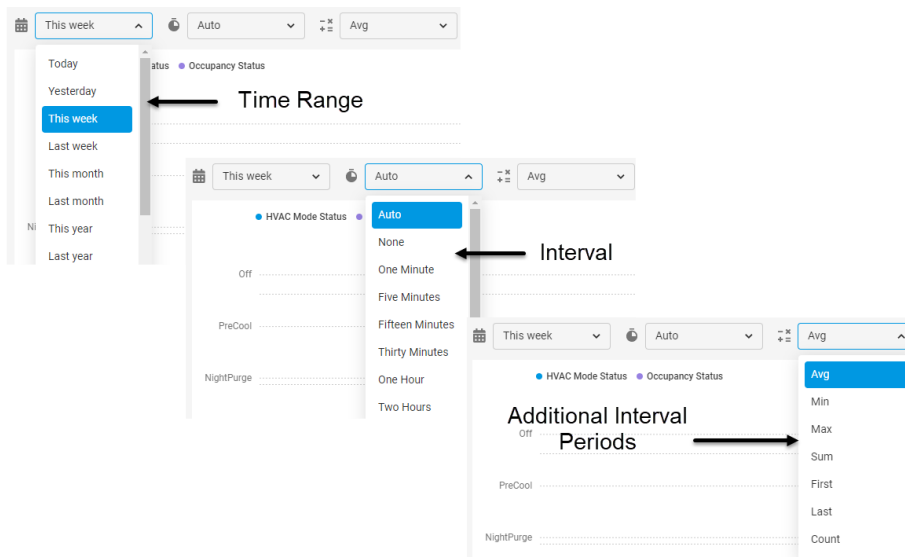 This week
Auto
Avg
Today
atus
Occupancy Status
Yesterday
Time Range
This week
Last week
This month
Last month
Ni
This year
Last year
This week
Auto
Avg
HVAC Mode Status
Auto
None
Interval
Off
One Minute
Five Minutes
PreCool
Fifteen Minutes
Thirty Minutes
NightPurge
One Hour
Two Hours
This week
Auto
Avg
HVAC Mode Status
Occupancy Status
Avg
Min
Additional Interval
Periods
Off
Max
Sum
PreCool
First
Last
NightPurge
Count